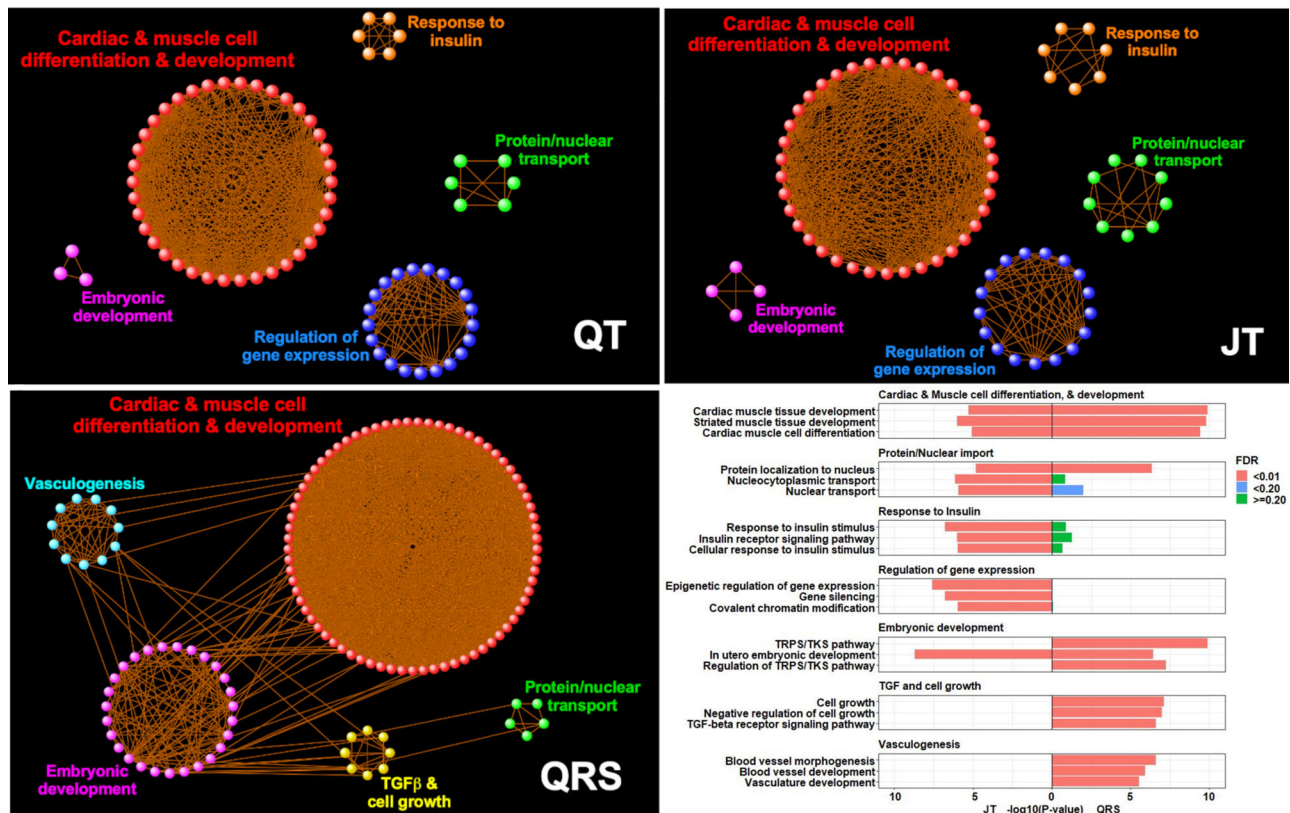 Cardiac & muscle cell
differentiation & development
Response to
insulin
Protein/nuclear
transport
Embryonic
development
Regulation of
gene expression
QT
Cardiac & muscle cell
differentiation & development
Response to
insulin
Protein/nuclear
transport
Embryonic
development
Regulation of
gene expression
JT
Cardiac & muscle cell
differentiation & development
Vasculogenesis
Protein/nuclear
transport
Embryonic
development
TGFβ &
cell growth
QRS
Cardiac & Muscle cell differentiation, & development
Cardiac muscle tissue development
Striated muscle tissue development
Cardiac muscle cell differentiation
Protein/Nuclear import
Protein localization to nucleus
Nucleocytoplasmic transport
Nuclear transport
FDR
<0.01
<0.20
>=0.20
Response to Insulin
Response to insulin stimulus
Insulin receptor signaling pathway
Cellular response to insulin stimulus
Regulation of gene expression
Epigenetic regulation of gene expression
Gene silencing
Covalent chromatin modification
Embryonic development
TRPS/TKS pathway
In utero embryonic development
Regulation of TRPS/TKS pathway
TGF and cell growth
Cell growth
Negative regulation of cell growth
TGF-beta receptor signaling pathway
Vasculogenesis
Blood vessel morphogenesis
Blood vessel development
Vasculature development
10 5 0 5 10
JT -log10(P-value) QRS